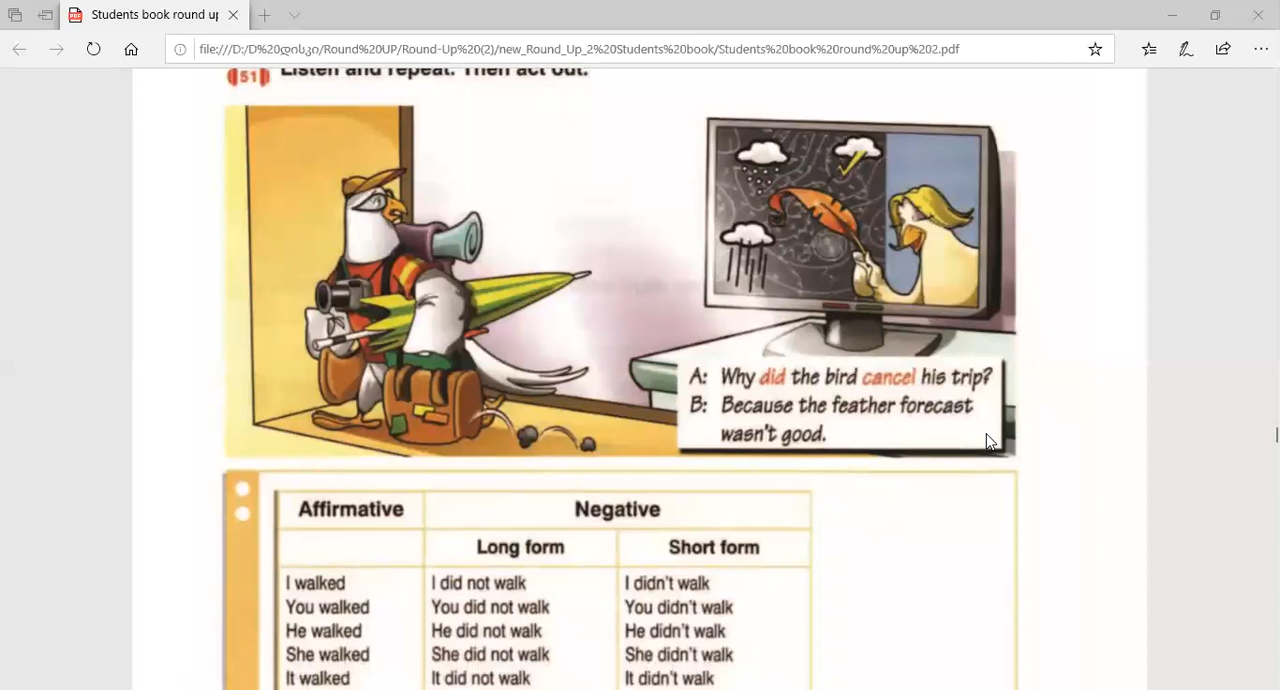 Students book round up
file:///D:/D%20დისკი/Round%20UP/Round-Up%20(2)/new_Round_Up_2%20Students%20book/Students%20book%20round%20up%202.pdf
51 Listen and repeat. Then act out.
A: Why did the bird cancel his trip?
B: Because the feather forecast
wasn't good.
Affirmative Negative
Long form Short form
I walked I did not walk I didn't walk
You walked You did not walk You didn't walk
He walked He did not walk He didn't walk
She walked She did not walk She didn't walk
It walked It did not walk It didn't walk